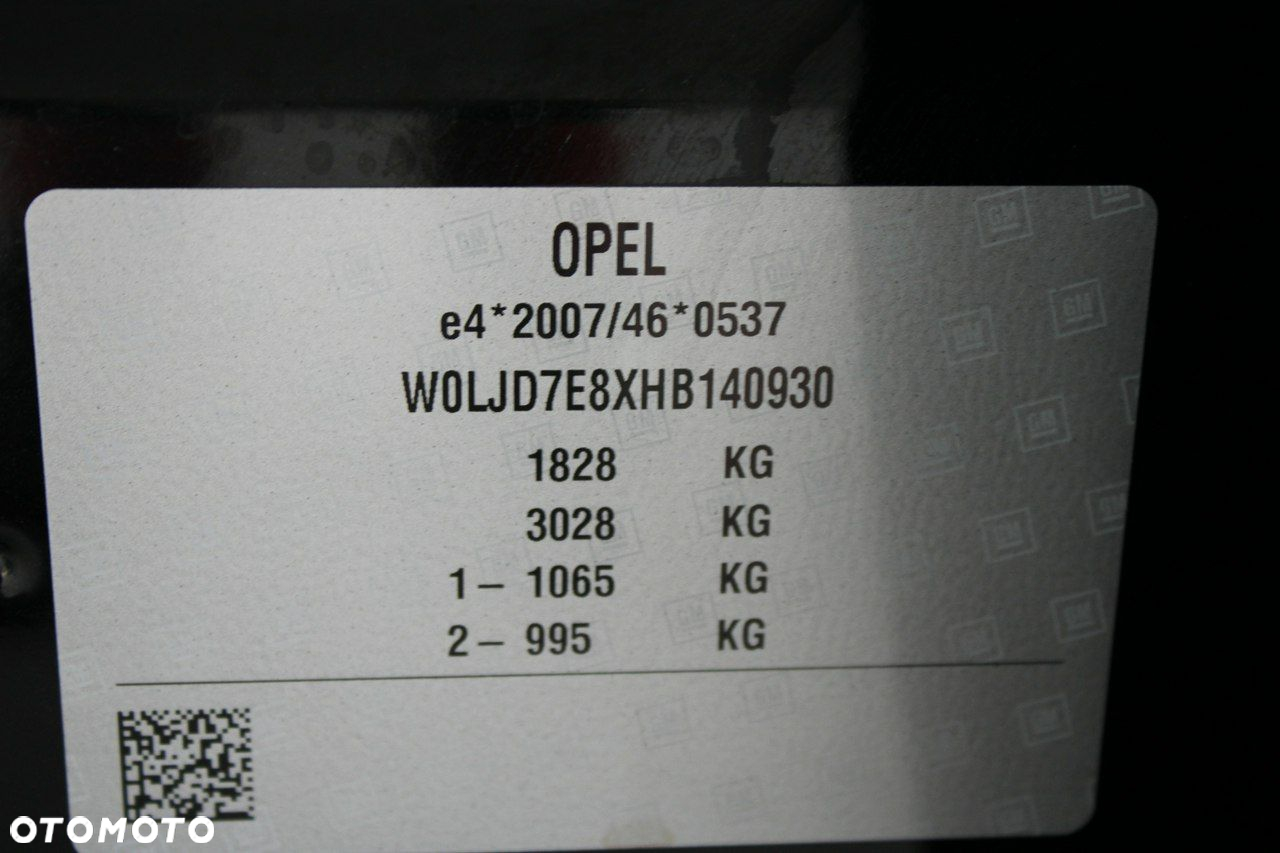 OPEL
e4*2007/46*0537
W0LJD7E8XHB140930
1828 KG
3028 KG
1– 1065 KG
2– 995 KG
OTOMOTO